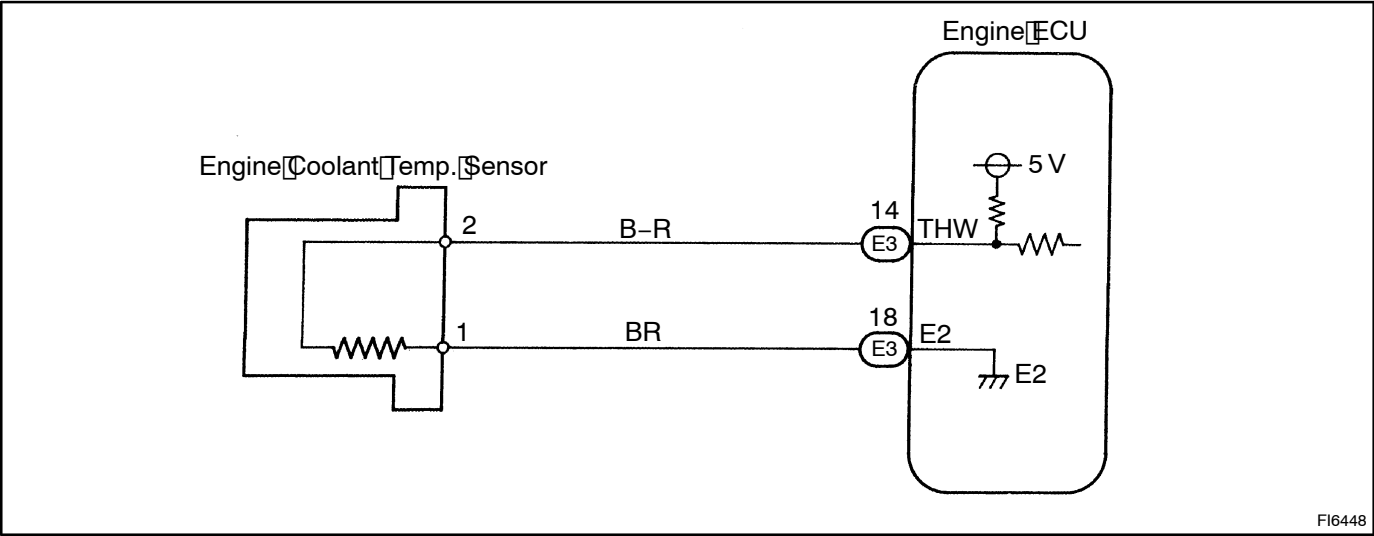 Engine ECU
5 V
Engine Coolant Temp. Sensor
14
2
B–R
E3
THW
18
1
BR
E3
E2
E2
FI6448